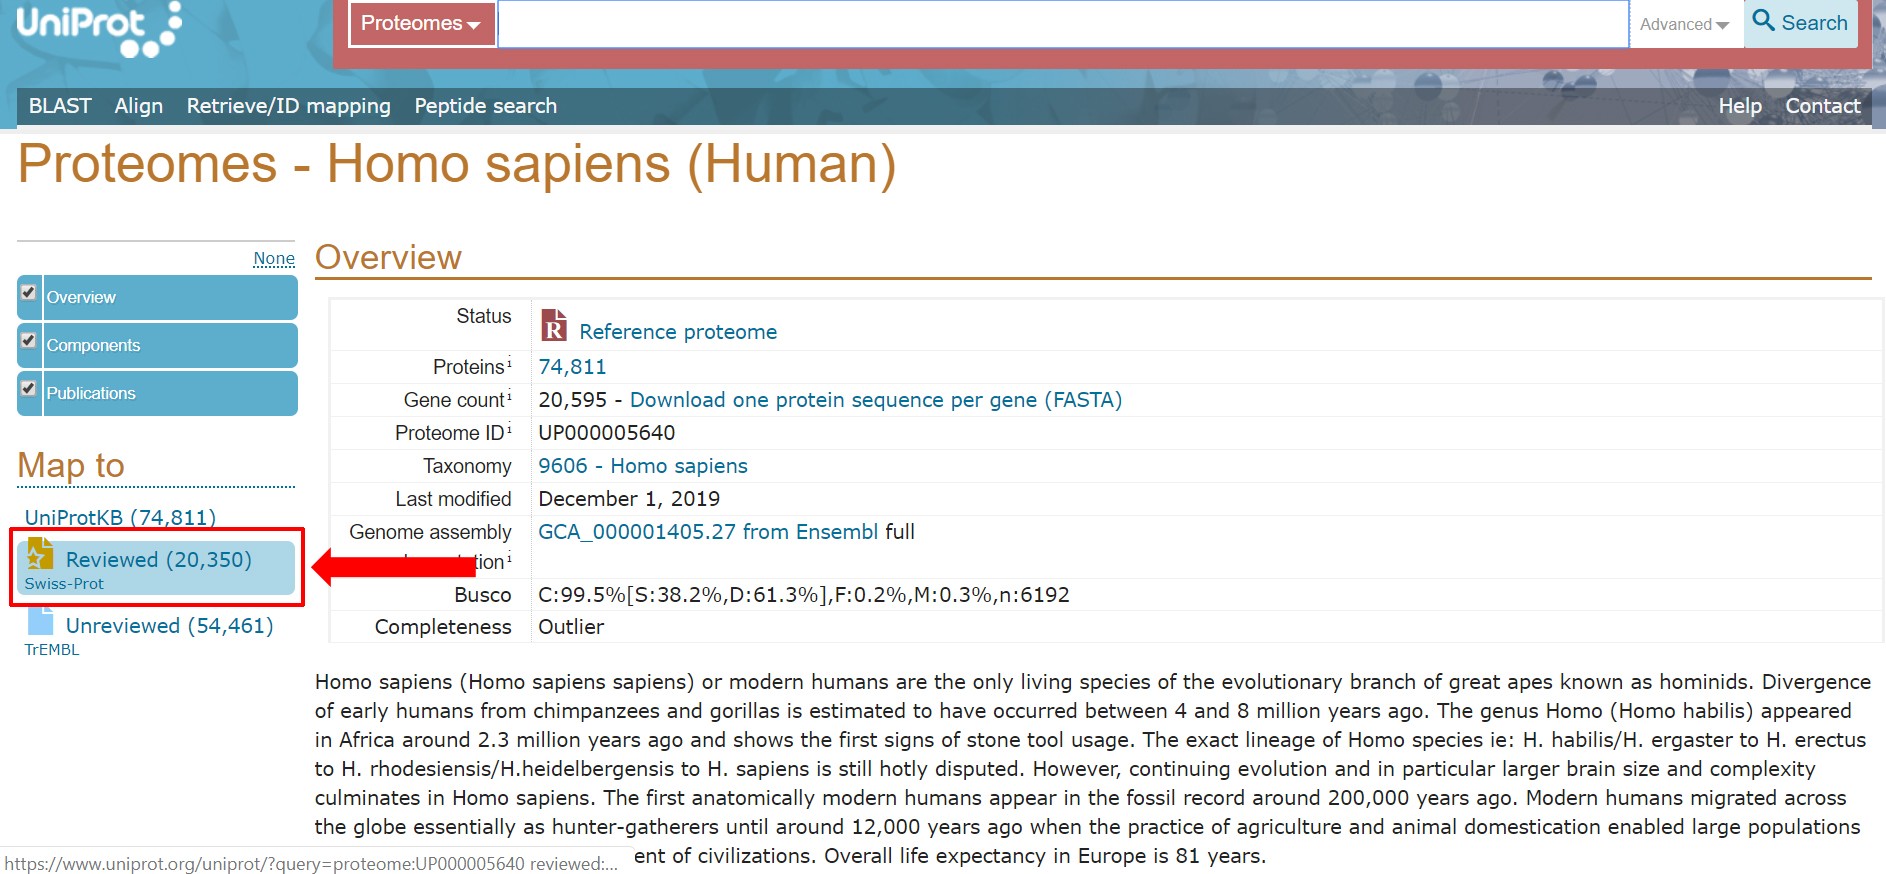 UniProt
Proteomes
Advanced
Search
BLAST Align Retrieve/ID mapping Peptide search Help Contact
Proteomes - Homo sapiens (Human)
None
Overview
Components
Publications
Map to
UniProtKB (74,811)
Reviewed (20,350)
Swiss-Prot
Unreviewed (54,461)
TrEMBL
Overview
Status R Reference proteome
Proteins i 74,811
Gene count i 20,595 - Download one protein sequence per gene (FASTA)
Proteome ID i UP000005640
Taxonomy 9606 - Homo sapiens
Last modified December 1, 2019
Genome assembly GCA_000001405.27 from Ensembl full
tion i
Busco C:99.5%[S:38.2%,D:61.3%],F:0.2%,M:0.3%,n:6192
Completeness Outlier
Homo sapiens (Homo sapiens sapiens) or modern humans are the only living species of the evolutionary branch of great apes known as hominids. Divergence
of early humans from chimpanzees and gorillas is estimated to have occurred between 4 and 8 million years ago. The genus Homo (Homo habilis) appeared
in Africa around 2.3 million years ago and shows the first signs of stone tool usage. The exact lineage of Homo species ie: H. habilis/H. ergaster to H. erectus
to H. rhodesiensis/H.heidelbergensis to H. sapiens is still hotly disputed. However, continuing evolution and in particular larger brain size and complexity
culminates in Homo sapiens. The first anatomically modern humans appear in the fossil record around 200,000 years ago. Modern humans migrated across
the globe essentially as hunter-gatherers until around 12,000 years ago when the practice of agriculture and animal domestication enabled large populations
ent of civilizations. Overall life expectancy in Europe is 81 years.
https://www.uniprot.org/uniprot/?query=proteome:UP000005640 reviewed:...